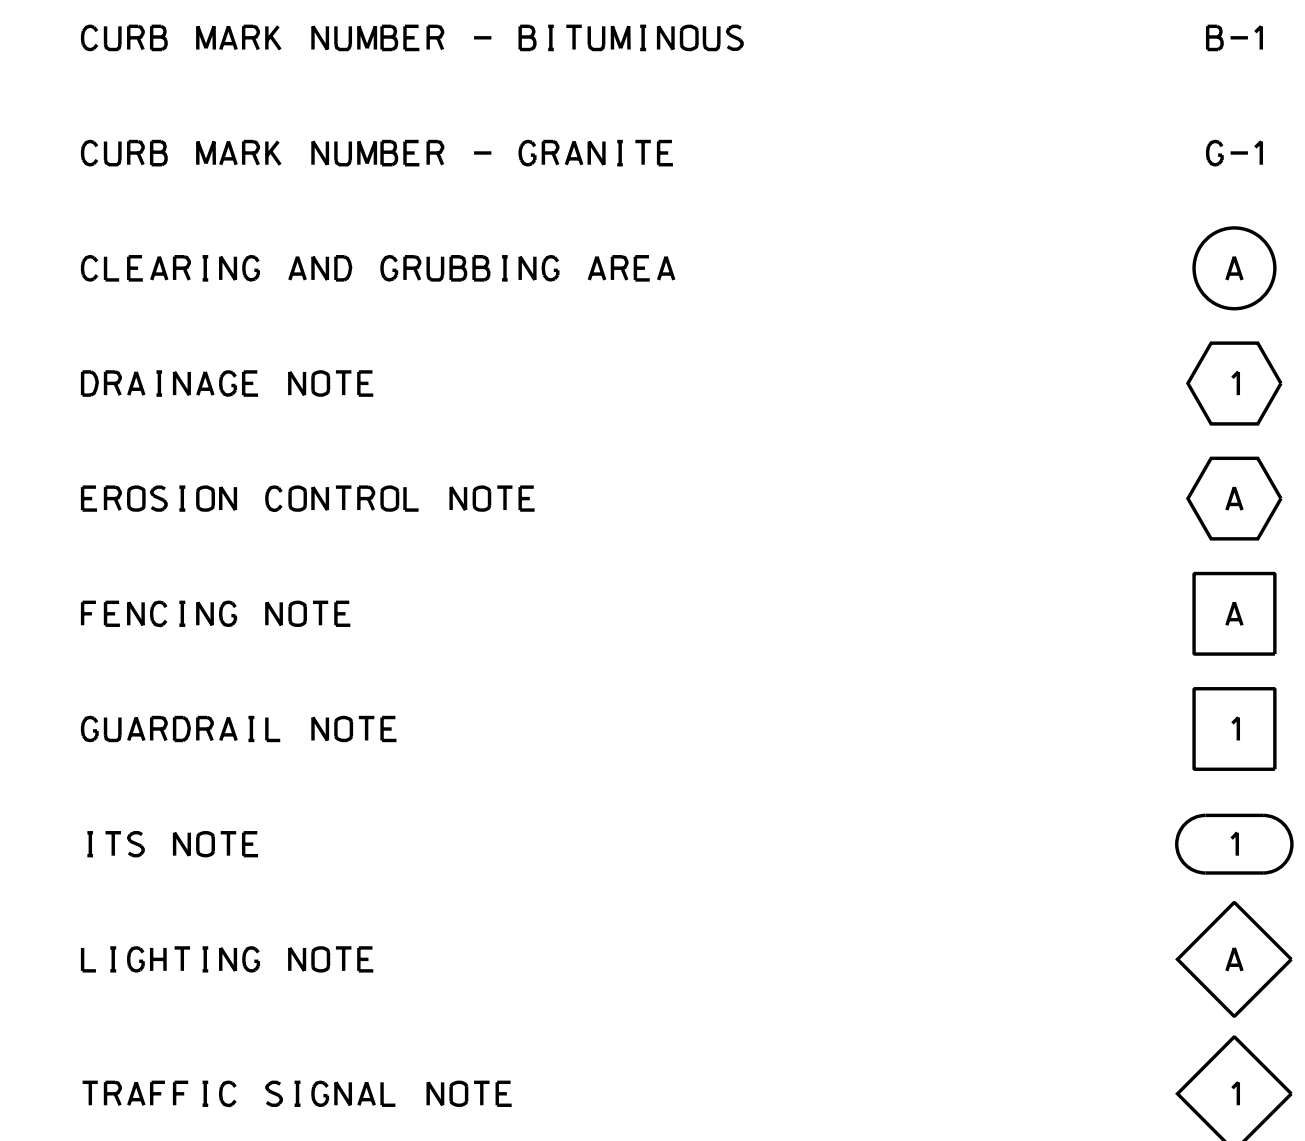 CURB MARK NUMBER - BITUMINOUS B-1
CURB MARK NUMBER - GRANITE G-1
CLEARING AND GRUBBING AREA A
DRAINAGE NOTE 1
EROSION CONTROL NOTE A
FENCING NOTE A
GUARDRAIL NOTE 1
ITS NOTE 1
LIGHTING NOTE A
TRAFFIC SIGNAL NOTE 1